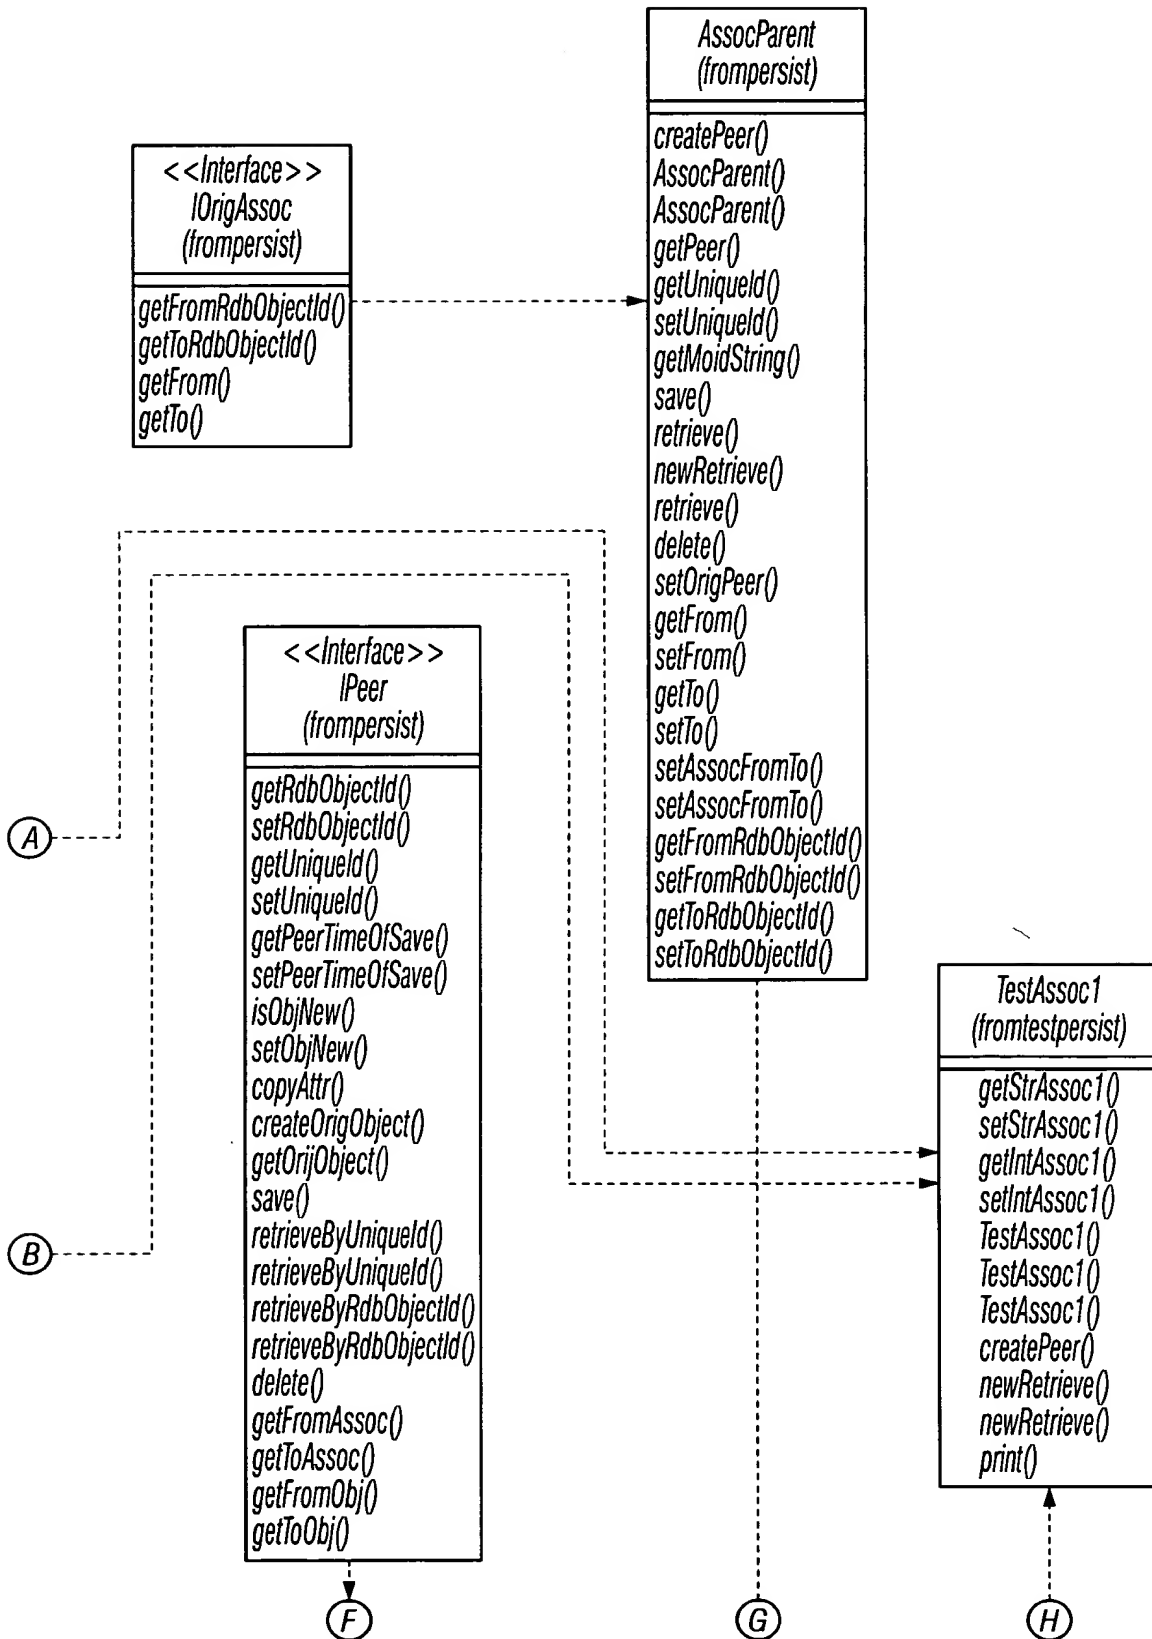 AssocParent
(frompersist)
createPeer()
AssocParent()
AssocParent()
getPeer()
getUniqueId()
setUniqueId()
getMoidString()
save()
retrieve()
newRetrieve()
retrieve()
delete()
setOrigPeer()
getFrom()
setFrom()
getTo()
setTo()
setAssocFromTo()
setAssocFromTo()
getFromRdbObjectId()
setFromRdbObjectId()
getToRdbObjectId()
setToRdbObjectId()
<<Interface>>
IOrigAssoc
(frompersist)
getFromRdbObjectId()
getToRdbObjectId()
getFrom()
getTo()
<<Interface>>
IPeer
(frompersist)
getRdbObjectId()
setRdbObjectId()
getUniqueId()
setUniqueId()
getPeerTimeOfSave()
setPeerTimeOfSave()
isObjNew()
setObjNew()
copyAttr()
createOrigObject()
getOrijObject()
save()
retrieveByUniqueId()
retrieveByUniqueId()
retrieveByRdbObjectId()
retrieveByRdbObjectId()
delete()
getFromAssoc()
getToAssoc()
getFromObj()
getToObj()
A
B
TestAssoc1
(fromtestpersist)
getStrAssoc1()
setStrAssoc1()
getIntAssoc1()
setIntAssoc1()
TestAssoc1()
TestAssoc1()
TestAssoc1()
createPeer()
newRetrieve()
newRetrieve()
print()
F
G
H